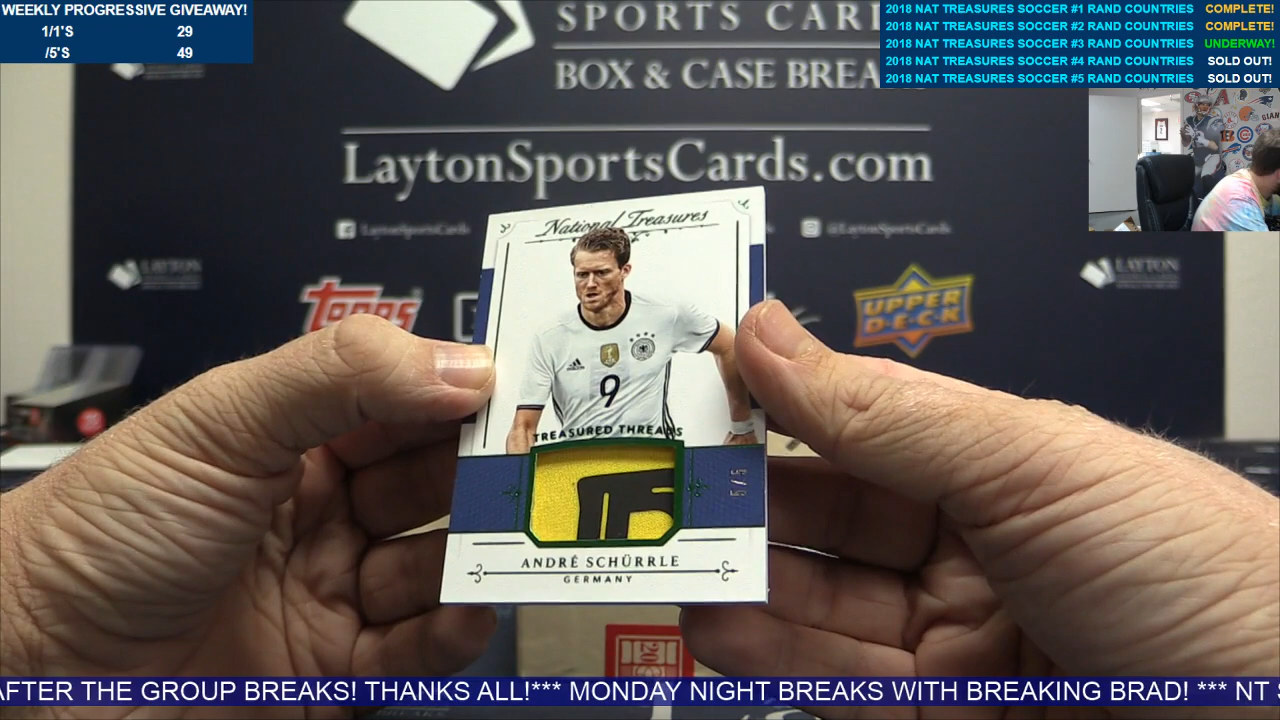 WEEKLY PROGRESSIVE GIVEAWAY!
1/1'S 29
/5'S 49
2018 NAT TREASURES SOCCER #1 RAND COUNTRIES COMPLETE!
2018 NAT TREASURES SOCCER #2 RAND COUNTRIES COMPLETE!
2018 NAT TREASURES SOCCER #3 RAND COUNTRIES UNDERWAY!
2018 NAT TREASURES SOCCER #4 RAND COUNTRIES SOLD OUT!
2018 NAT TREASURES SOCCER #5 RAND COUNTRIES SOLD OUT!
SPORTS CAR
BOX & CASE BREA
LaytonSportsCards.com
LaytonSportsCards
@LaytonSportsCards
LAYTON
LAYTON
TOPPS
UPPER
D·E·C·K
GIAN
National Treasures
9
TREASURED THREADS
5/5
ANDRÉ SCHÜRRLE
GERMANY
AFTER THE GROUP BREAKS! THANKS ALL!*** MONDAY NIGHT BREAKS WITH BREAKING BRAD! *** NT S